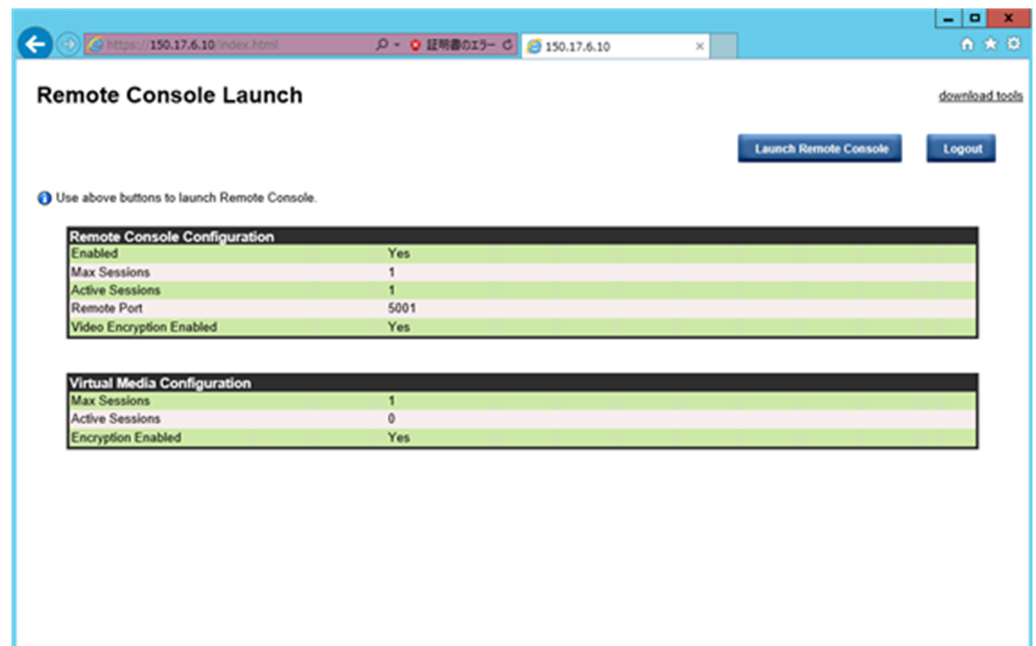 https://150.17.6.10/index.html 証明書のエラー 150.17.6.10
Remote Console Launch
download tools
Launch Remote Console Logout
Use above buttons to launch Remote Console.
Remote Console Configuration
Enabled Yes
Max Sessions 1
Active Sessions 1
Remote Port 5001
Video Encryption Enabled Yes
Virtual Media Configuration
Max Sessions 1
Active Sessions 0
Encryption Enabled Yes